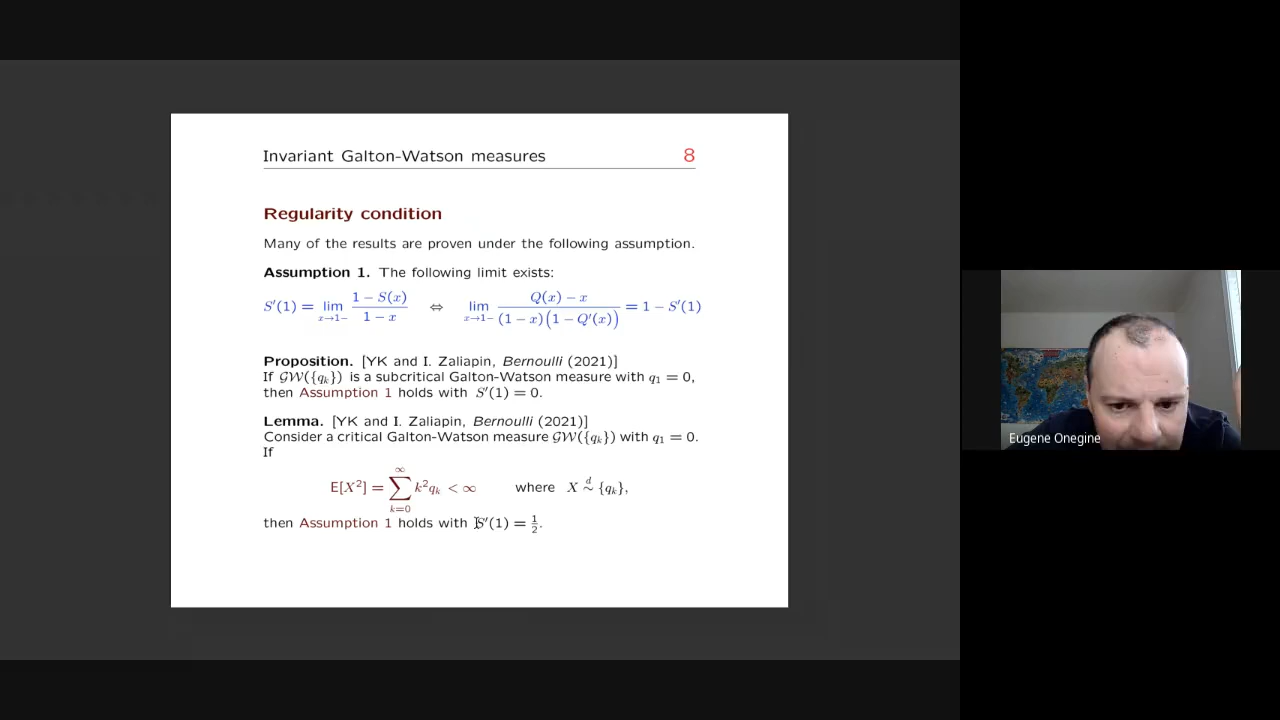 Invariant Galton-Watson measures 8
Regularity condition
Many of the results are proven under the following assumption.
Assumption 1. The following limit exists:
S′(1) = lim_{x→1−} (1 − S(x))/(1 − x) ⇔ lim_{x→1−} (Q(x) − x)/((1 − x)(1 − Q′(x))) = 1 − S′(1)
Proposition. [YK and I. Zaliapin, Bernoulli (2021)]
If 𝒢𝒲({q_k}) is a subcritical Galton-Watson measure with q₁ = 0,
then Assumption 1 holds with S′(1) = 0.
Lemma. [YK and I. Zaliapin, Bernoulli (2021)]
Consider a critical Galton-Watson measure 𝒢𝒲({q_k}) with q₁ = 0.
If
E[X²] = ∑_{k=0}^{∞} k²q_k < ∞ where X ~^d {q_k},
then Assumption 1 holds with S′(1) = 1/2.
Eugene Onegine